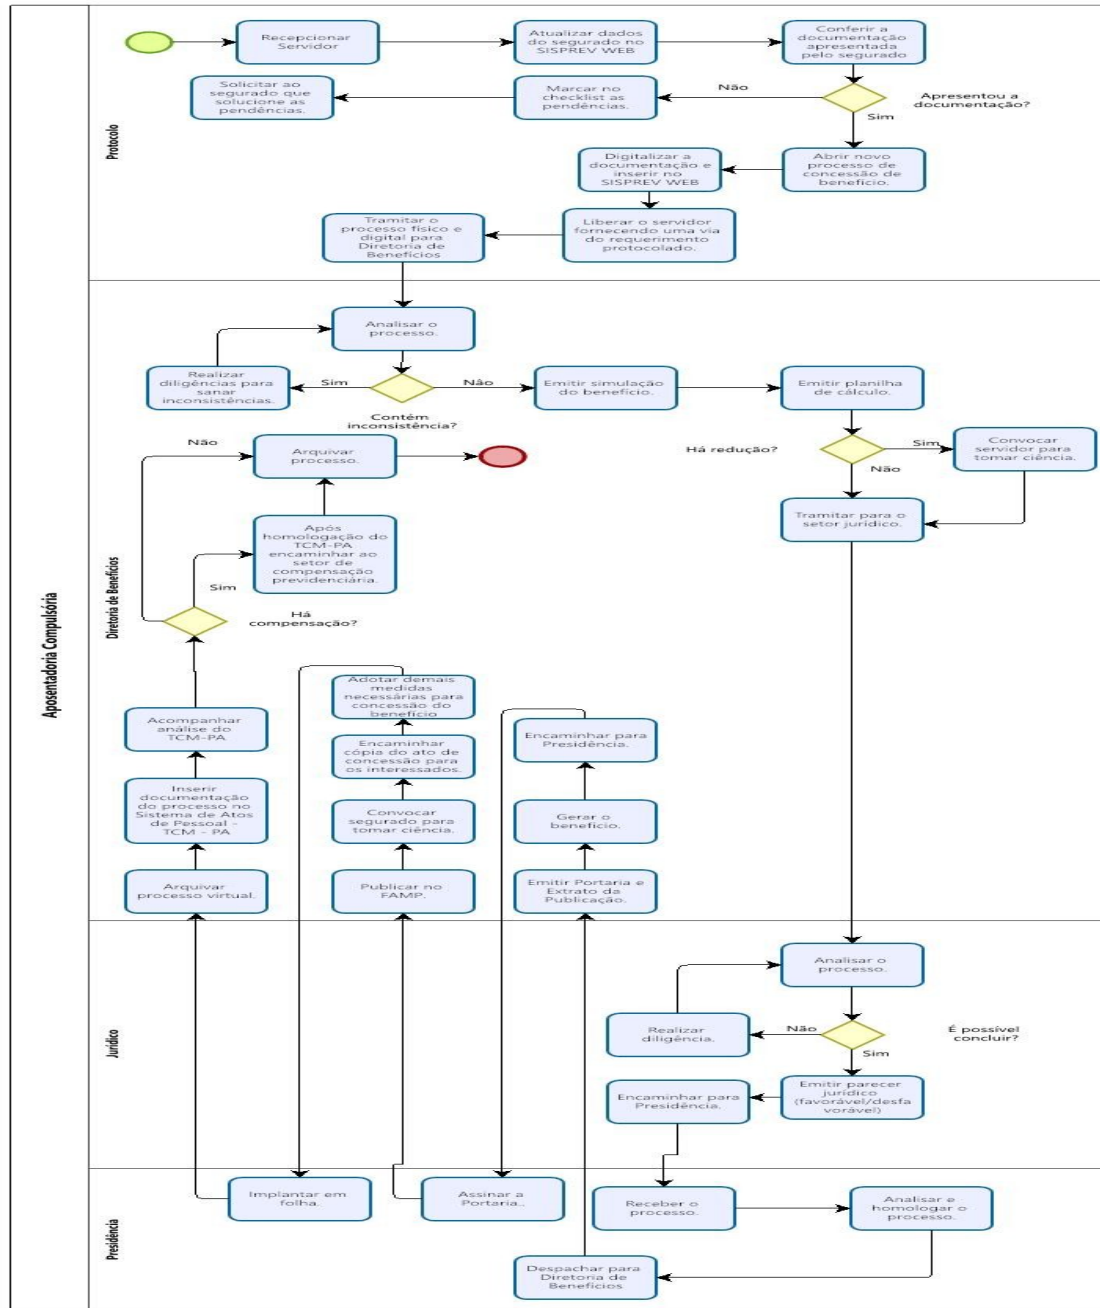 Aposentadoria Compulsória
Protocolo
Recepcionar
Servidor
Atualizar dados
do segurado no
SISPREV WEB
Conferir a
documentação
apresentada
pelo segurado
Solicitar ao
segurado que
solucione as
pendências.
Marcar no
checklist as
pendências.
Não
Apresentou a
documentação?
Sim
Digitalizar a
documentação e
inserir no
SISPREV WEB
Abrir novo
processo de
concessão de
benefício.
Tramitar o
processo físico e
digital para
Diretoria de
Benefícios
Liberar o servidor
fornecendo uma via
do requerimento
protocolado.
Diretoria de Benefícios
Analisar o
processo.
Realizar
diligências para
sanar
inconsistências.
Sim
Não
Contém
inconsistência?
Emitir simulação
do benefício.
Emitir planilha
de cálculo.
Há redução?
Sim
Não
Convocar
servidor para
tomar ciência.
Tramitar para o
setor jurídico.
Não
Arquivar
processo.
Após
homologação do
TCM-PA
encaminhar ao
setor de
compensação
previdenciária.
Sim
Há
compensação?
Acompanhar
análise do
TCM-PA
Inserir
documentação
do processo no
Sistema de Atos
de Pessoal -
TCM - PA
Arquivar
processo virtual.
Adotar demais
medidas
necessárias para
concessão do
benefício
Encaminhar
cópia do ato de
concessão para
os interessados.
Convocar
segurado para
tomar ciência.
Publicar no
FAMP.
Encaminhar para
Presidência.
Gerar o
benefício.
Emitir Portaria e
Extrato da
Publicação.
Jurídico
Analisar o
processo.
Realizar
diligência.
Não
É possível
concluir?
Sim
Encaminhar para
Presidência.
Emitir parecer
jurídico
(favorável/desfa
vorável)
Presidência
Implantar em
folha.
Assinar a
Portaria..
Receber o
processo.
Analisar e
homologar o
processo.
Despachar para
Diretoria de
Benefícios